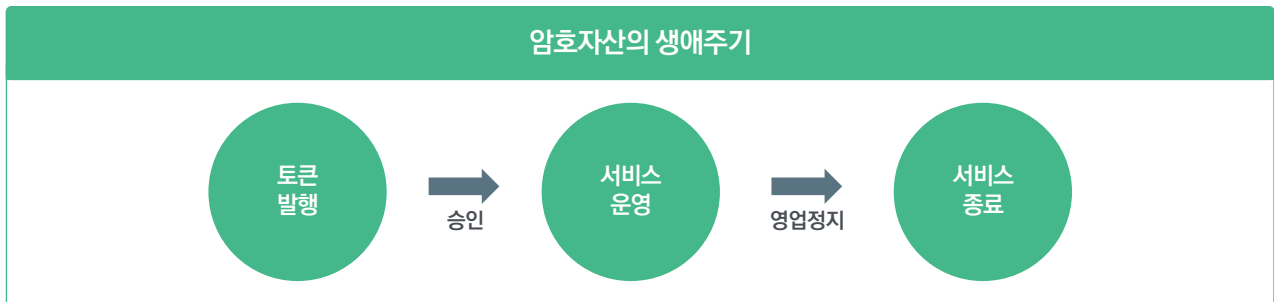 암호자산의 생애주기
토큰
발행
승인
서비스
운영
영업정지
서비스
종료